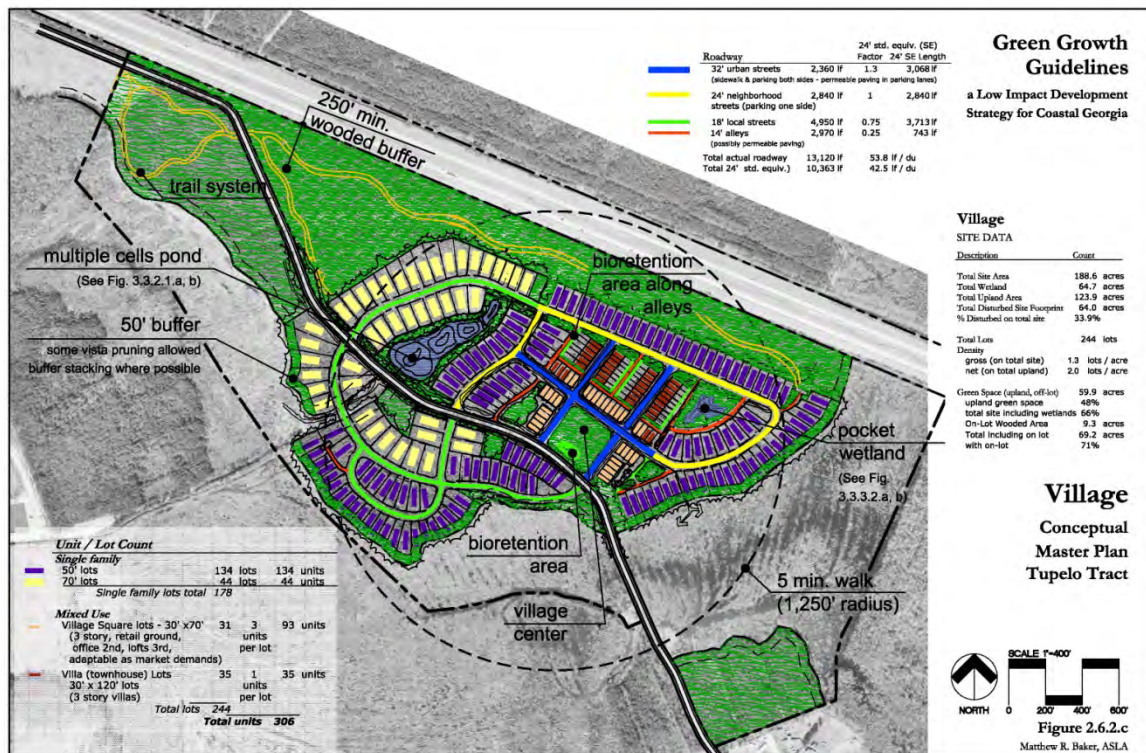 Green Growth
Guidelines
a Low Impact Development
Strategy for Coastal Georgia
24' std. equiv. (SE)
Roadway Factor 24' SE Length
32' urban streets 2,360 lf 1.3 3,068 lf
(sidewalk & parking both sides - permeable paving in parking lanes)
24' neighborhood 2,840 lf 1 2,840 lf
streets (parking one side)
18' local streets 4,950 lf 0.75 3,713 lf
14' alleys 2,970 lf 0.25 743 lf
(possibly permeable paving)
Total actual roadway 13,120 lf 53.8 lf / du
Total 24' std. equiv.) 10,363 lf 42.5 lf / du
250' min.
wooded buffer
trail system
multiple cells pond
(See Fig. 3.3.2.1.a, b)
50' buffer
some vista pruning allowed
buffer stacking where possible
bioretention
area along
alleys
pocket
wetland
(See Fig.
3.3.3.2.a, b)
bioretention
area
village
center
5 min. walk
(1,250' radius)
Village
SITE DATA
Description Count
Total Site Area 188.6 acres
Total Wetland 64.7 acres
Total Upland Area 123.9 acres
Total Disturbed Site Footprint 64.0 acres
% Disturbed on total site 33.9%
Total Lots 244 lots
Density
gross (on total site) 1.3 lots / acre
net (on total upland) 2.0 lots / acre
Green Space (upland, off-lot) 59.9 acres
upland green space 48%
total site including wetlands 66%
On-Lot Wooded Area 9.3 acres
Total including on lot 69.2 acres
with on-lot 71%
Unit / Lot Count
Single family
50' lots 134 lots 134 units
70' lots 44 lots 44 units
Single family lots total 178
Mixed Use
Village Square lots - 30' x70' 31 3 93 units
(3 story, retail ground, units
office 2nd, lofts 3rd, per lot
adaptable as market demands)
Villa (townhouse) Lots 35 1 35 units
30' x 120' lots units
(3 story villas) per lot
Total lots 244
Total units 306
Village
Conceptual
Master Plan
Tupelo Tract
SCALE 1"=400'
NORTH 0 200' 400' 600'
Figure 2.6.2.c
Matthew R. Baker, ASLA